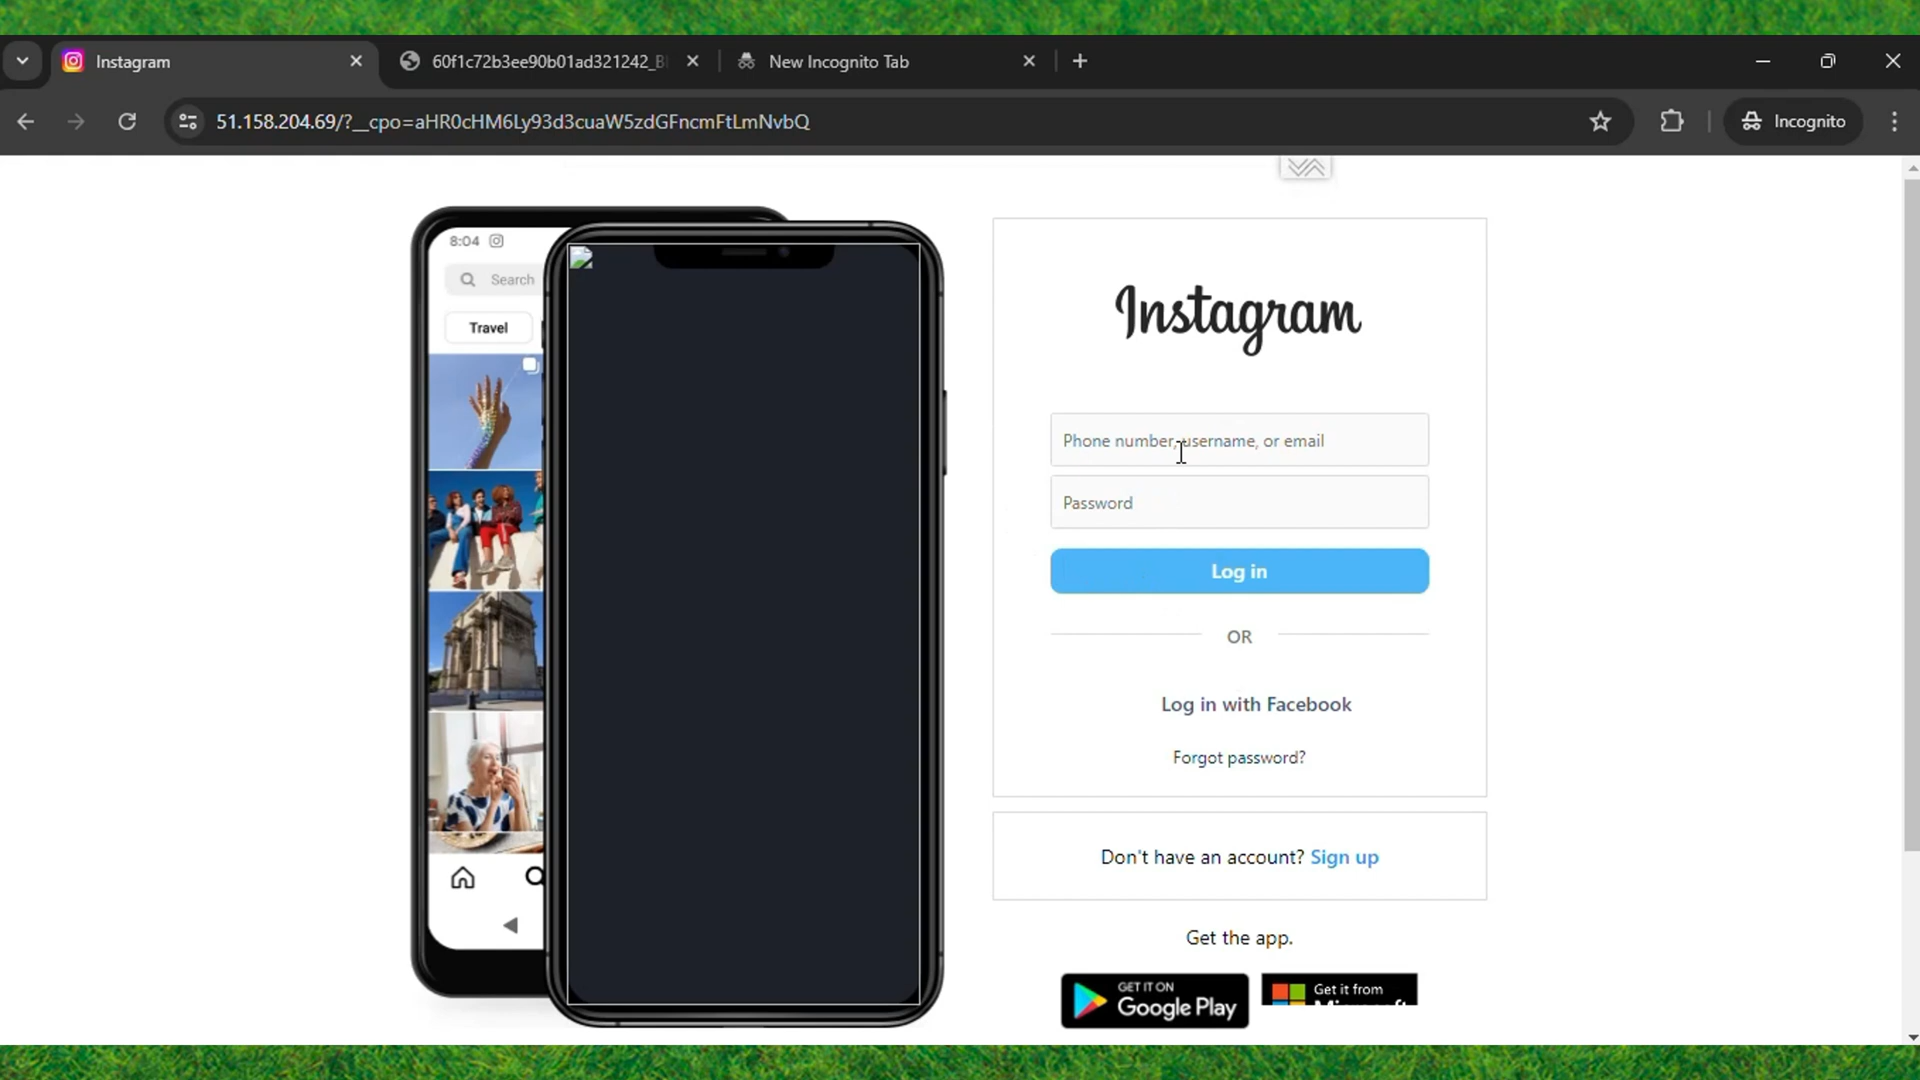 Instagram
60f1c72b3ee90b01ad321242_B
New Incognito Tab
51.158.204.69/?__cpo=aHR0cHM6Ly93d3cuaW5zdGFncmFtLmNvbQ
Incognito
8:04
Search
Travel
Instagram
Phone number, username, or email
Password
Log in
OR
Log in with Facebook
Forgot password?
Don't have an account? Sign up
Get the app.
GET IT ON
Google Play
Get it from
Microsoft